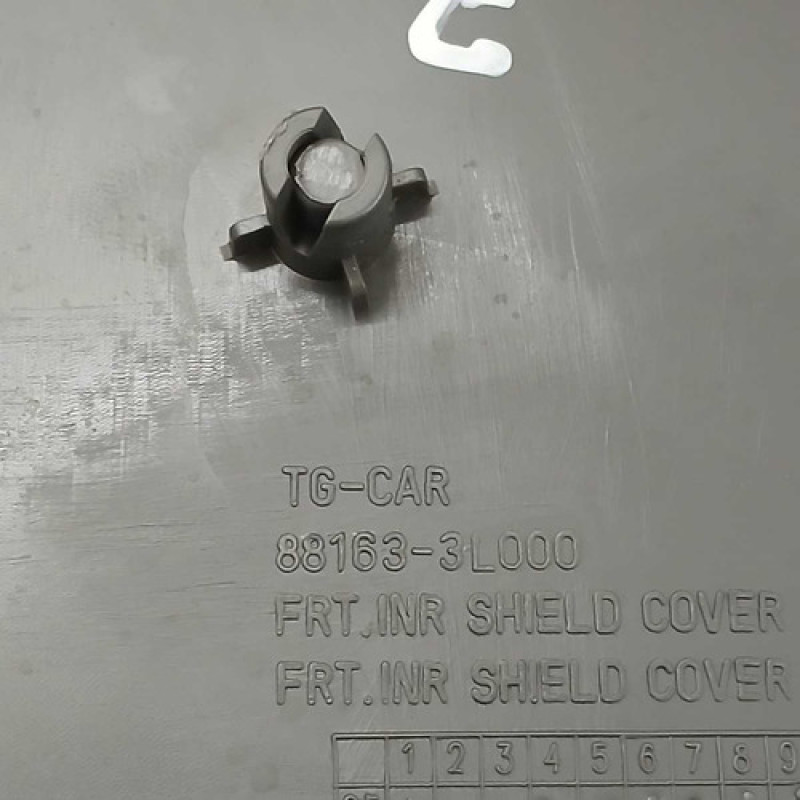 TG-CAR
88163-3L000
FRT.INR SHIELD COVER
FRT.INR SHIELD COVER
1 2 3 4 5 6 7 8 9